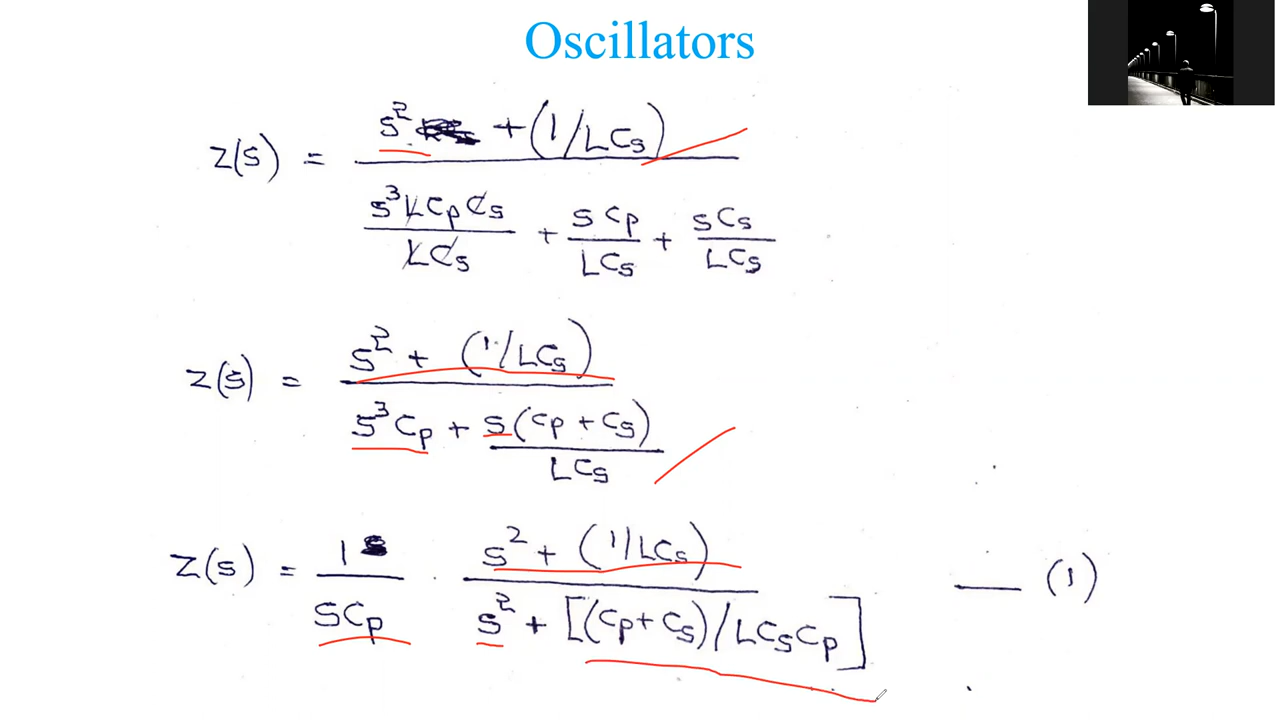 Oscillators
Z(s) = s² + (1/LCs)
s³LCpCs / LCs + sCp / LCs + sCs / LCs
Z(s) = s² + (1/LCs)
s³Cp + s(Cp + Cs) / LCs
Z(s) = 1 / sCp · s² + (1/LCs) / s² + [(Cp+Cs)/LCsCp] — (1)